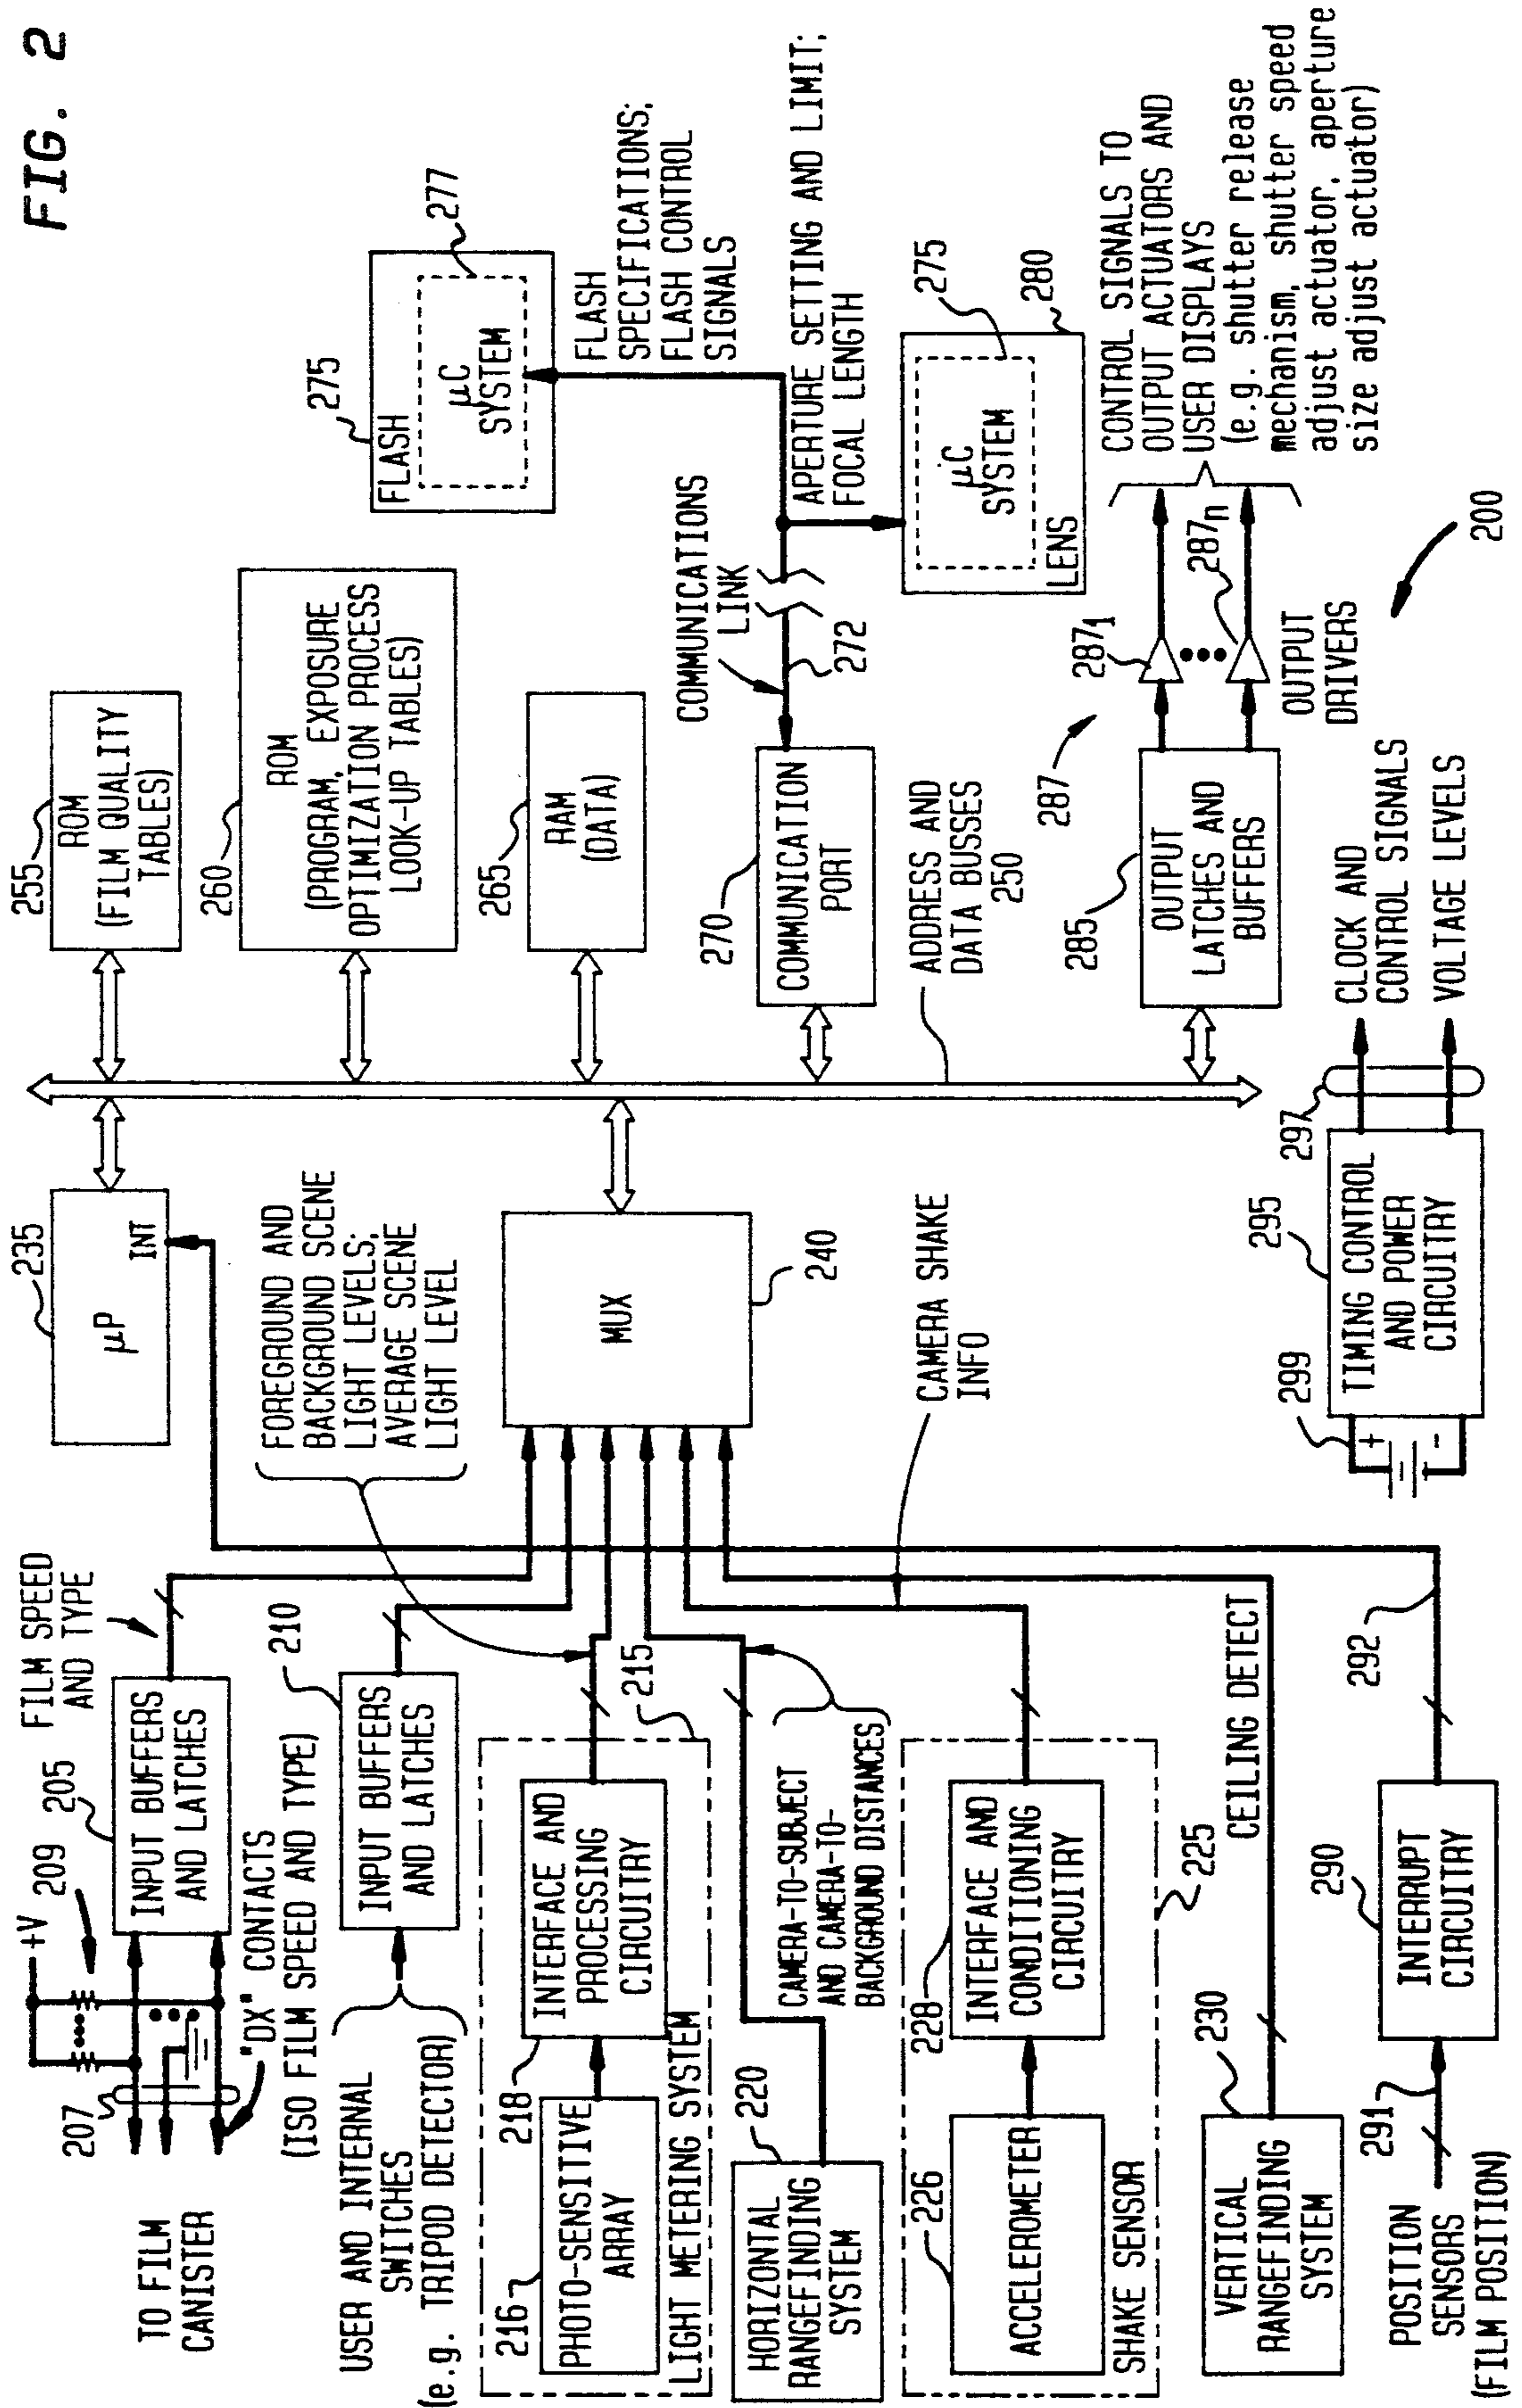 FIG. 2
TO FILM
CANISTER
207
+V
209
205
INPUT BUFFERS
AND LATCHES
FILM SPEED
AND TYPE
"DX" CONTACTS
(ISO FILM SPEED AND TYPE)
USER AND INTERNAL
SWITCHES
(e.g. TRIPOD DETECTOR)
210
INPUT BUFFERS
AND LATCHES
216
PHOTO-SENSITIVE
ARRAY
218
INTERFACE AND
PROCESSING
CIRCUITRY
LIGHT METERING SYSTEM
215
FOREGROUND AND
BACKGROUND SCENE
LIGHT LEVELS;
AVERAGE SCENE
LIGHT LEVEL
HORIZONTAL
RANGEFINDING
SYSTEM
220
CAMERA-TO-SUBJECT
AND CAMERA-TO-
BACKGROUND DISTANCES
226
ACCELEROMETER
228
INTERFACE AND
CONDITIONING
CIRCUITRY
SHAKE SENSOR
225
CAMERA SHAKE
INFO
VERTICAL
RANGEFINDING
SYSTEM
230
CEILING DETECT
POSITION
SENSORS
(FILM POSITION)
291
290
INTERRUPT
CIRCUITRY
292
235
μP
INT
MUX
240
299
+
-
295
TIMING CONTROL
AND POWER
CIRCUITRY
297
CLOCK AND
CONTROL SIGNALS
VOLTAGE LEVELS
255
ROM
(FILM QUALITY
TABLES)
260
ROM
(PROGRAM, EXPOSURE
OPTIMIZATION PROCESS
LOOK-UP TABLES)
265
RAM
(DATA)
270
COMMUNICATION
PORT
COMMUNICATIONS
LINK
272
ADDRESS AND
DATA BUSSES
250
285
OUTPUT
LATCHES AND
BUFFERS
287
287₁
287ₙ
OUTPUT
DRIVERS
275
FLASH
μC
SYSTEM
277
FLASH
SPECIFICATIONS;
FLASH CONTROL
SIGNALS
APERTURE SETTING AND LIMIT;
FOCAL LENGTH
μC
SYSTEM
LENS
275
280
CONTROL SIGNALS TO
OUTPUT ACTUATORS AND
USER DISPLAYS
(e.g. shutter release
mechanism, shutter speed
adjust actuator, aperture
size adjust actuator)
200